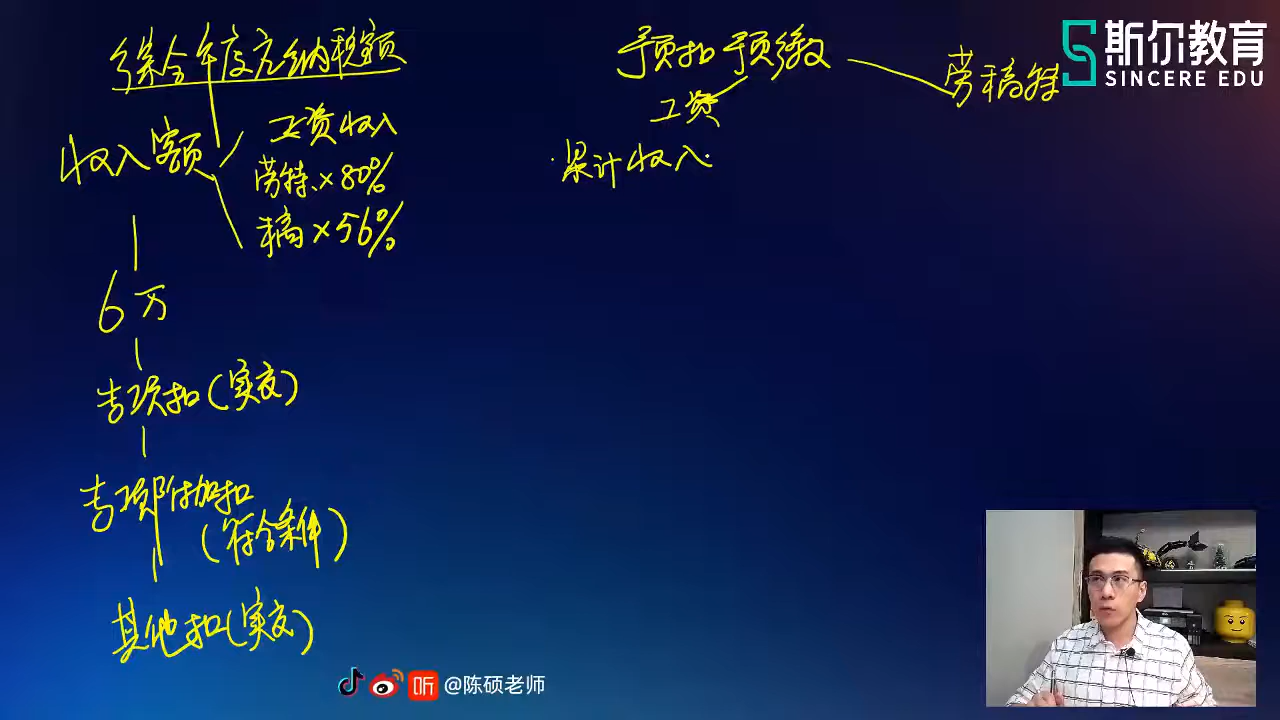 综合年度应纳税额
收入额
工资收入
劳特、×80%
稿×56%
6万
专项扣(实支)
专项附加扣
(符合条件)
其他扣(实支)
预扣预缴
工资
劳稿特
累计收入
斯尔教育
SINCERE EDU
听 @陈硕老师